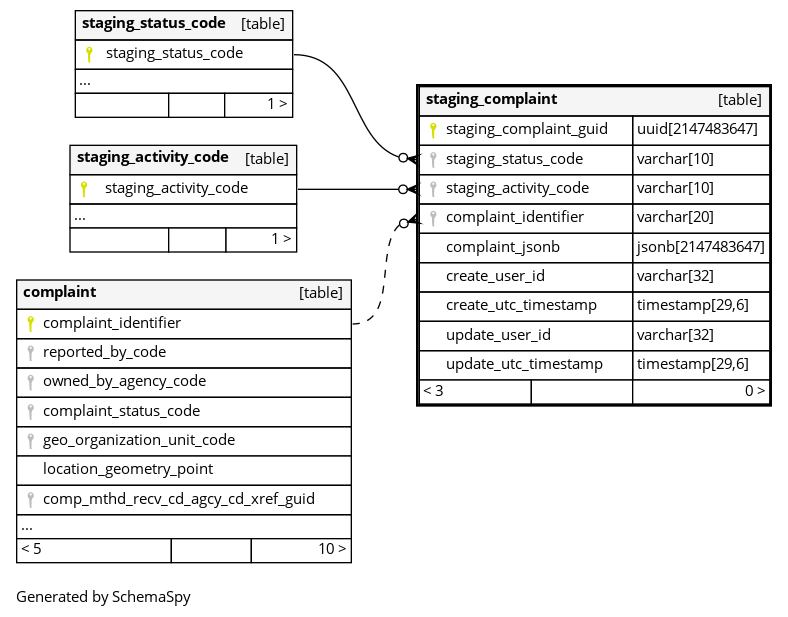 staging_status_code [table]
staging_status_code
...
1 >
staging_activity_code [table]
staging_activity_code
...
1 >
complaint [table]
complaint_identifier
reported_by_code
owned_by_agency_code
complaint_status_code
geo_organization_unit_code
location_geometry_point
comp_mthd_recv_cd_agcy_cd_xref_guid
...
< 5 10 >
staging_complaint [table]
staging_complaint_guid uuid[2147483647]
staging_status_code varchar[10]
staging_activity_code varchar[10]
complaint_identifier varchar[20]
complaint_jsonb jsonb[2147483647]
create_user_id varchar[32]
create_utc_timestamp timestamp[29,6]
update_user_id varchar[32]
update_utc_timestamp timestamp[29,6]
< 3 0 >
Generated by SchemaSpy